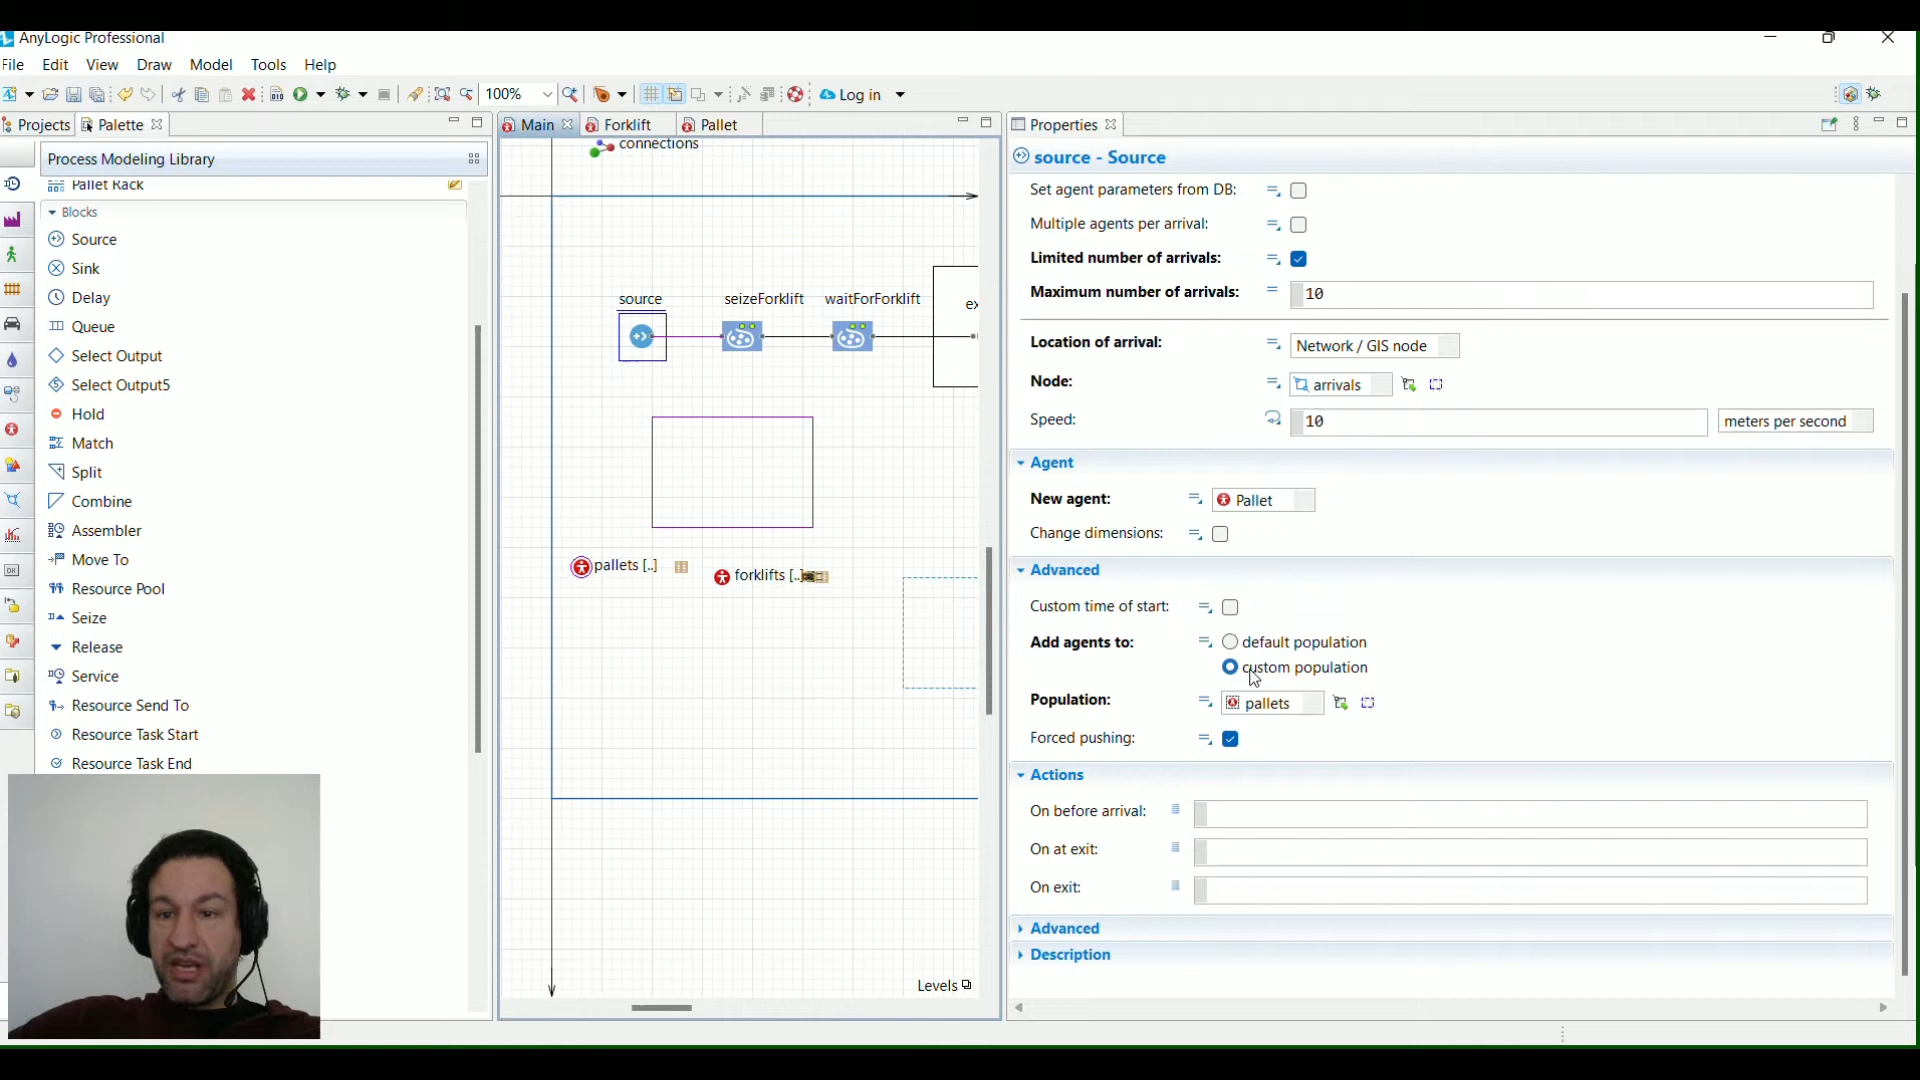 AnyLogic Professional
File Edit View Draw Model Tools Help
100% Log in
Projects Palette
Process Modeling Library
Pallet Rack
Blocks
Source
Sink
Delay
Queue
Select Output
Select Output5
Hold
Match
Split
Combine
Assembler
Move To
Resource Pool
Seize
Release
Service
Resource Send To
Resource Task Start
Resource Task End
Main Forklift Pallet
connections
source seizeForklift waitForForklift
ex
pallets [..] forklifts [..]
Levels
Properties
source - Source
Set agent parameters from DB:
Multiple agents per arrival:
Limited number of arrivals:
Maximum number of arrivals: 10
Location of arrival: Network / GIS node
Node: arrivals
Speed: 10 meters per second
Agent
New agent: Pallet
Change dimensions:
Advanced
Custom time of start:
Add agents to: default population
custom population
Population: pallets
Forced pushing:
Actions
On before arrival:
On at exit:
On exit:
Advanced
Description